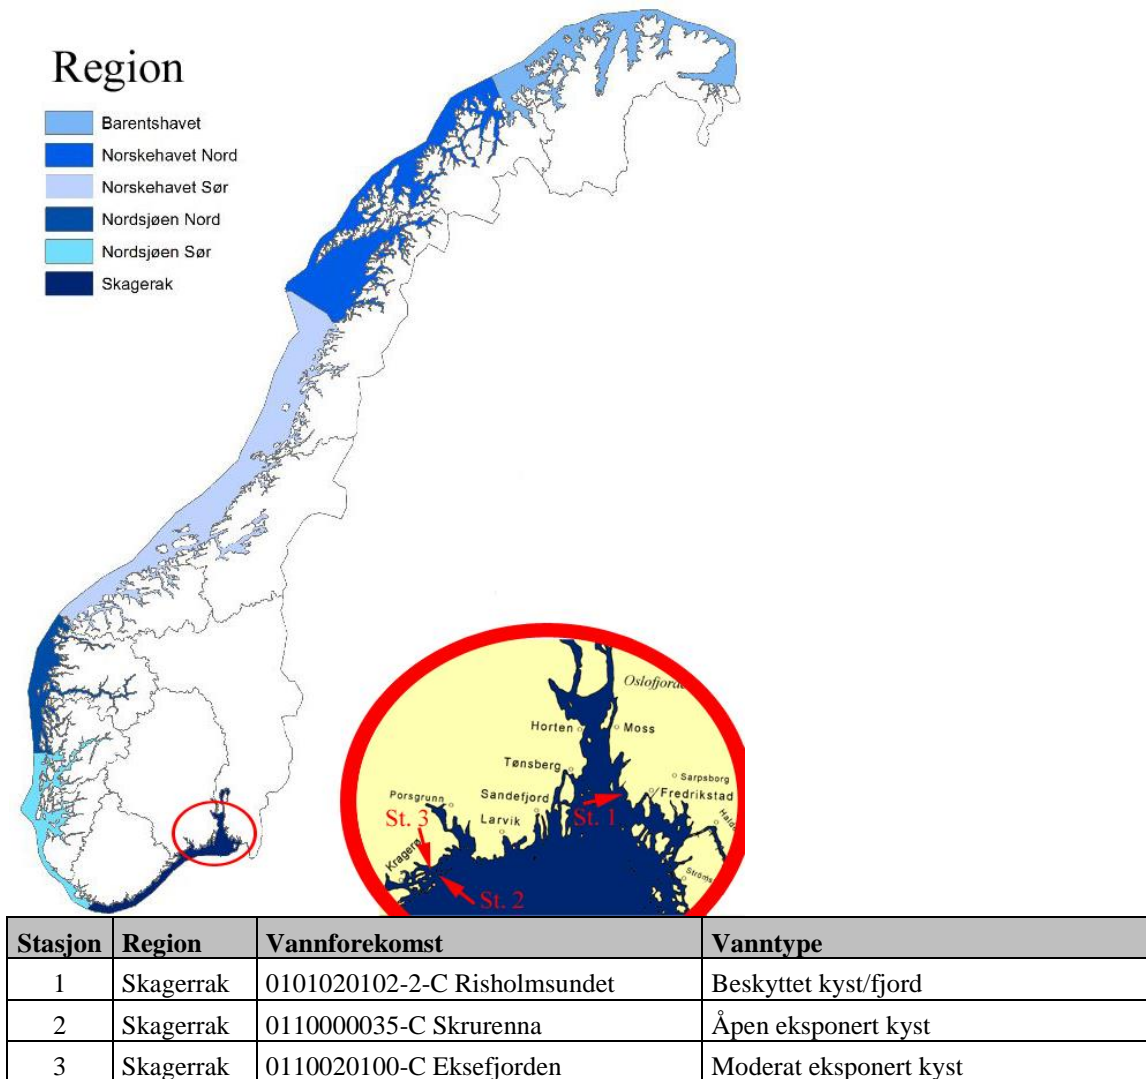 Region
Barentshavet
Norskehavet Nord
Norskehavet Sør
Nordsjøen Nord
Nordsjøen Sør
Skagerak
Horten
Moss
Tønsberg
Sarpsborg
Porsgrunn
Sandefjord
Fredrikstad
St. 3
Larvik
St. 1
Kragerø
St. 2
Stasjon Region Vannforekomst Vanntype
1 Skagerrak 0101020102-2-C Risholmsundet Beskyttet kyst/fjord
2 Skagerrak 0110000035-C Skrurenna Åpen eksponert kyst
3 Skagerrak 0110020100-C Eksefjorden Moderat eksponert kyst